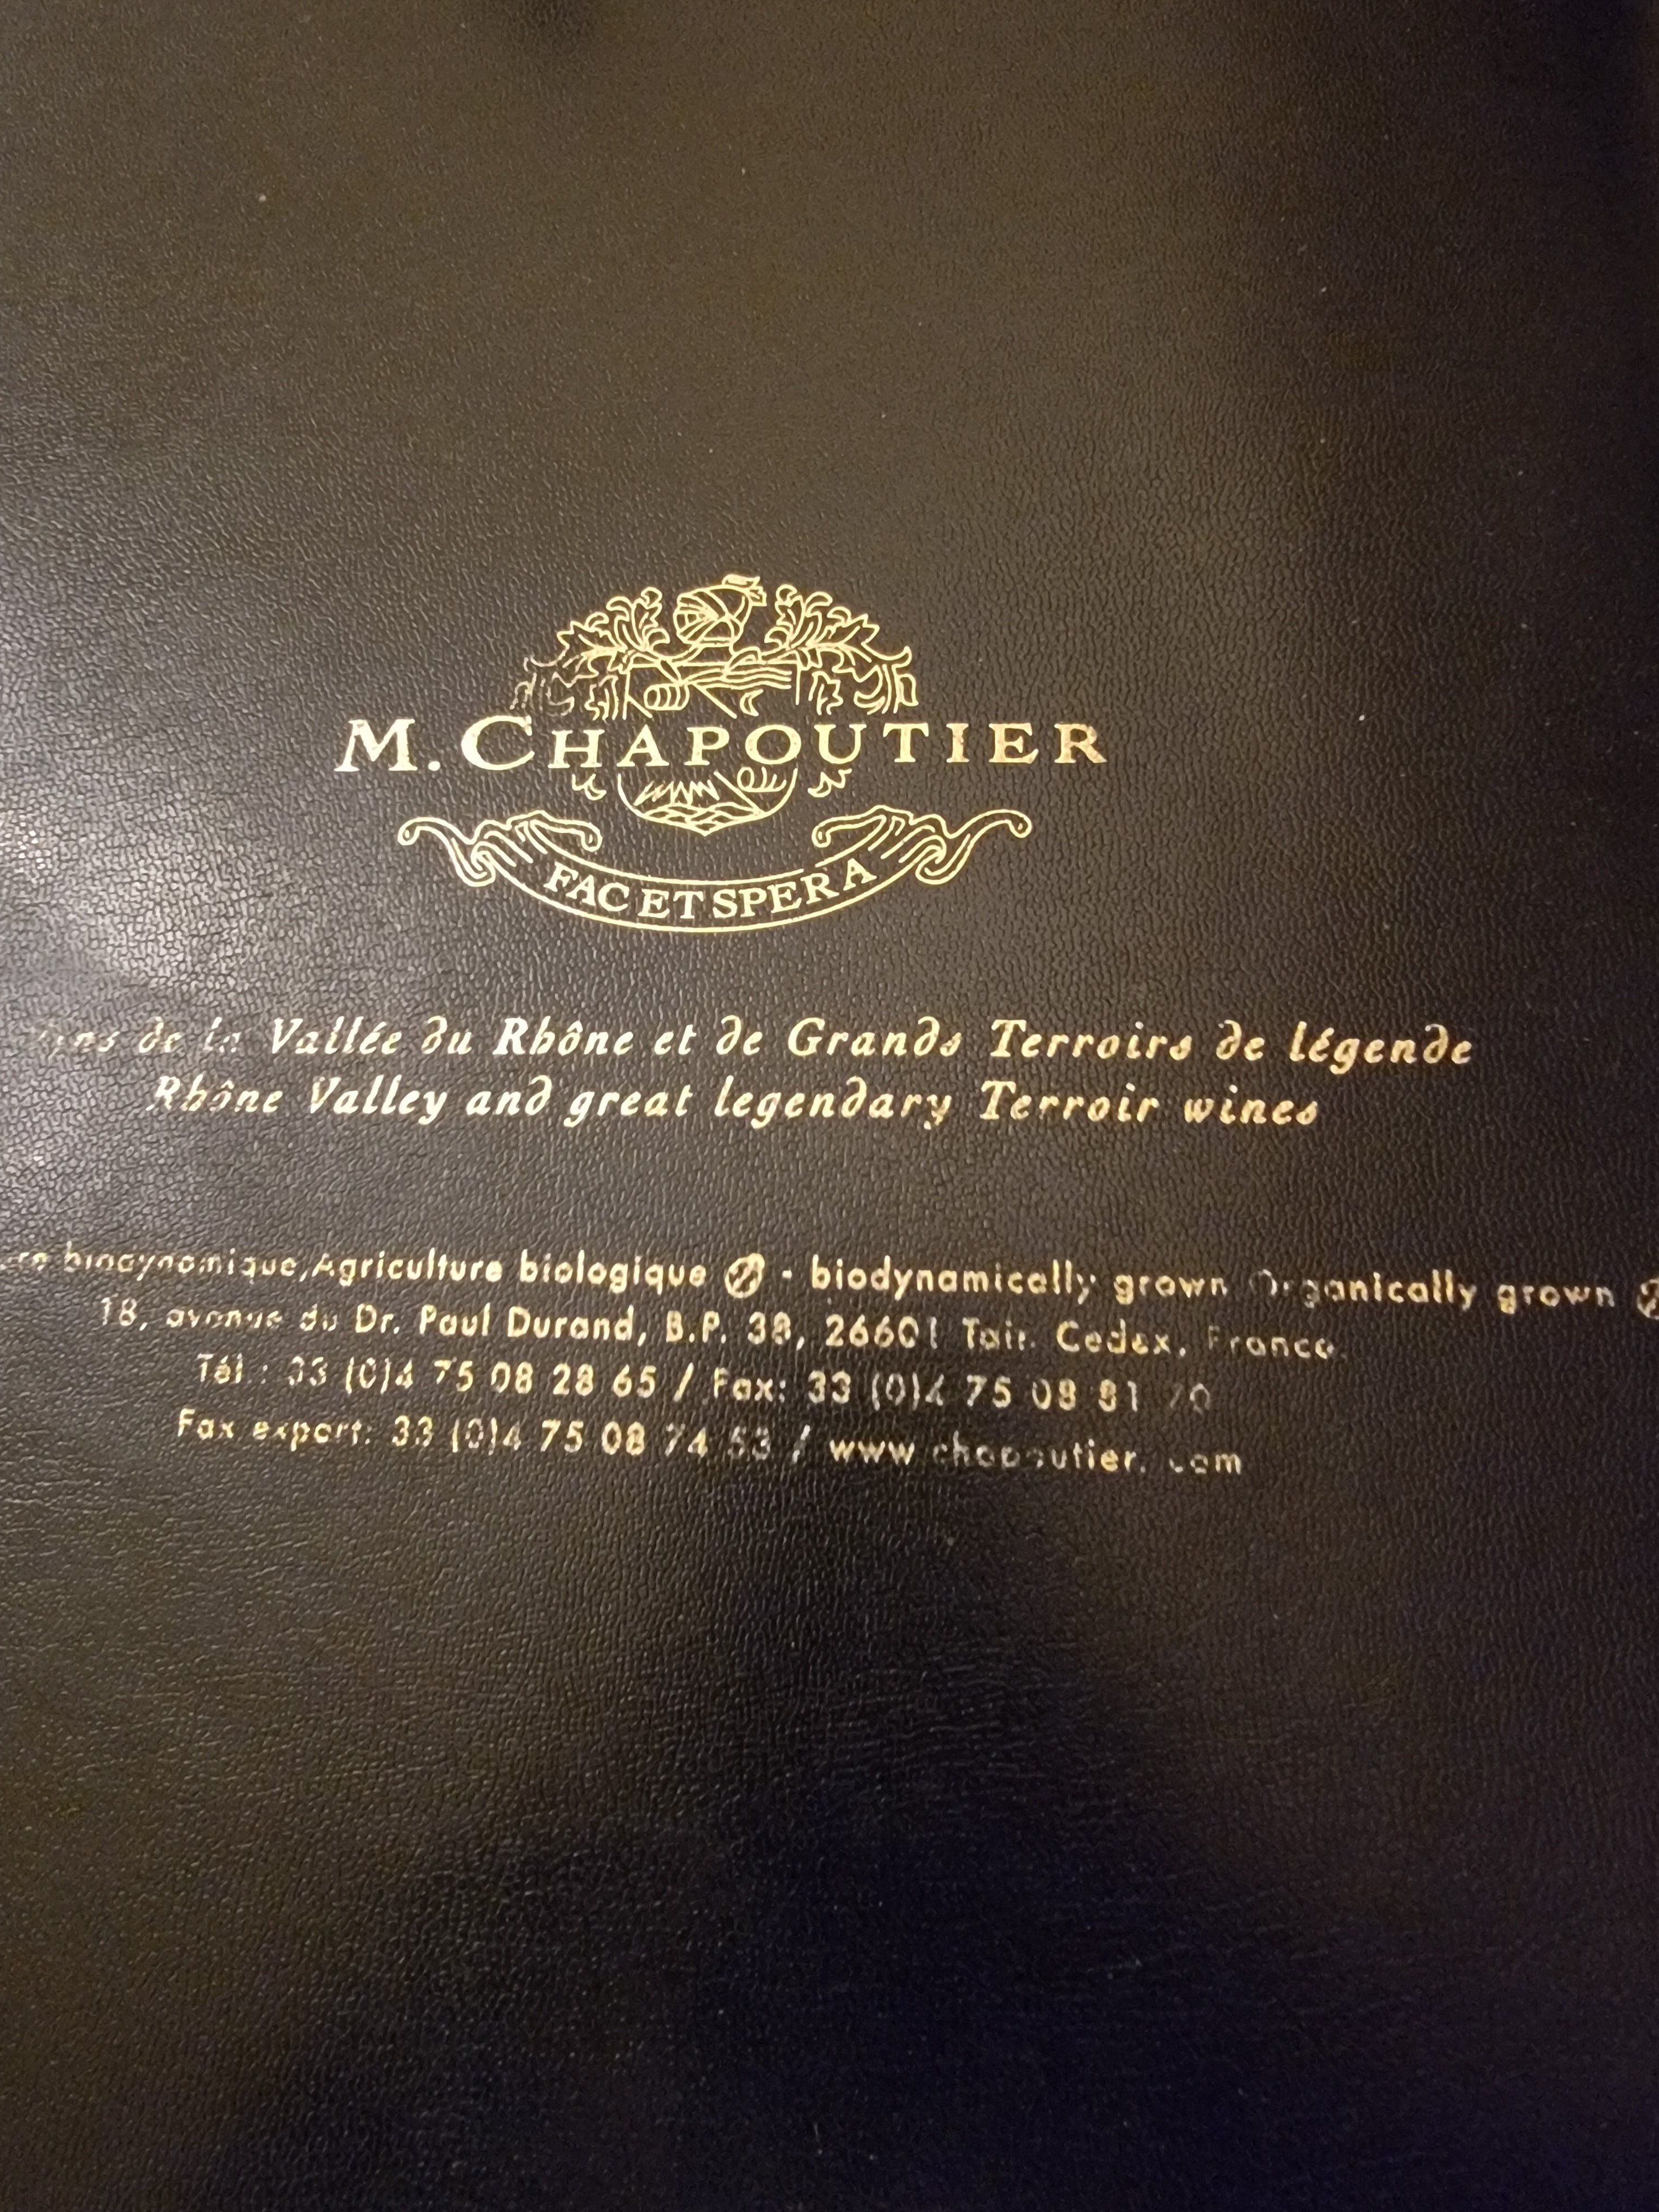 M. CHAPOUTIER
FAC ET SPERA
de la Vallée du Rhône et de Grands Terroirs de légende
Rhône Valley and great legendary Terroir wines
biodynamique, Agriculture biologique - biodynamically grown Organically grown
18, avenue du Dr. Paul Durand, B.P. 38, 26601 Cedex, France
Tél : 33 (0)4 75 08 28 65 / Fax: 33 (0)4 75 08 81 70
Fax export: 33 (0)4 75 08 74 53 / www chapoutier. com